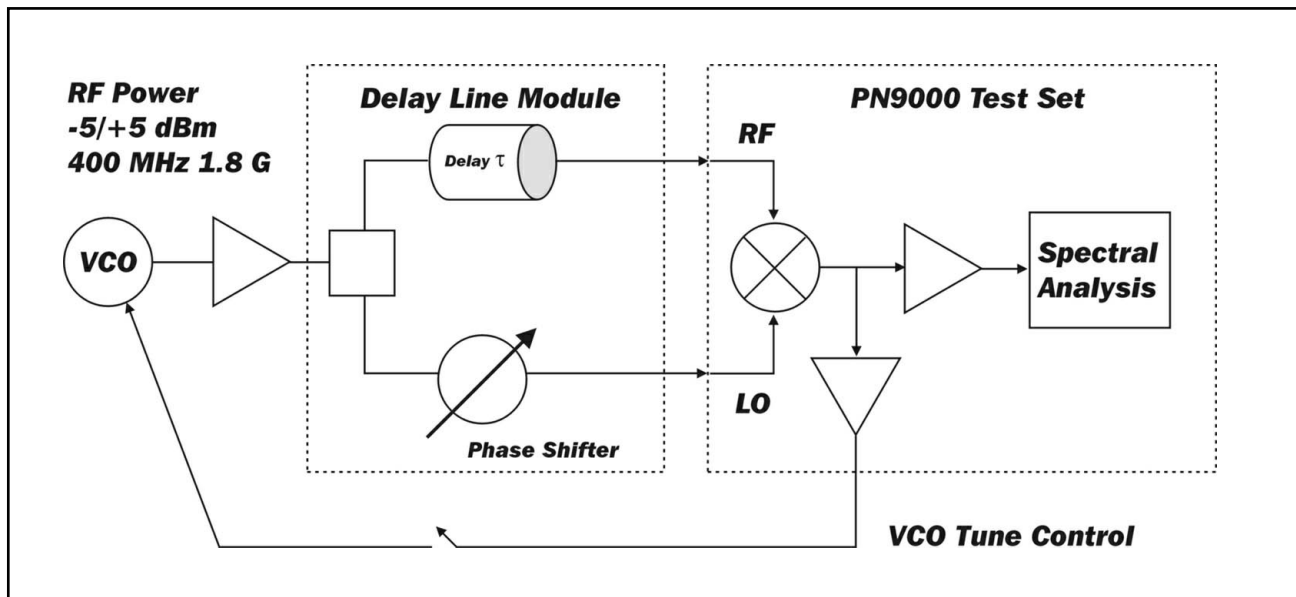 RF Power
-5/+5 dBm
400 MHz 1.8 G
VCO
Delay Line Module
Delay τ
Phase Shifter
PN9000 Test Set
RF
LO
Spectral
Analysis
VCO Tune Control